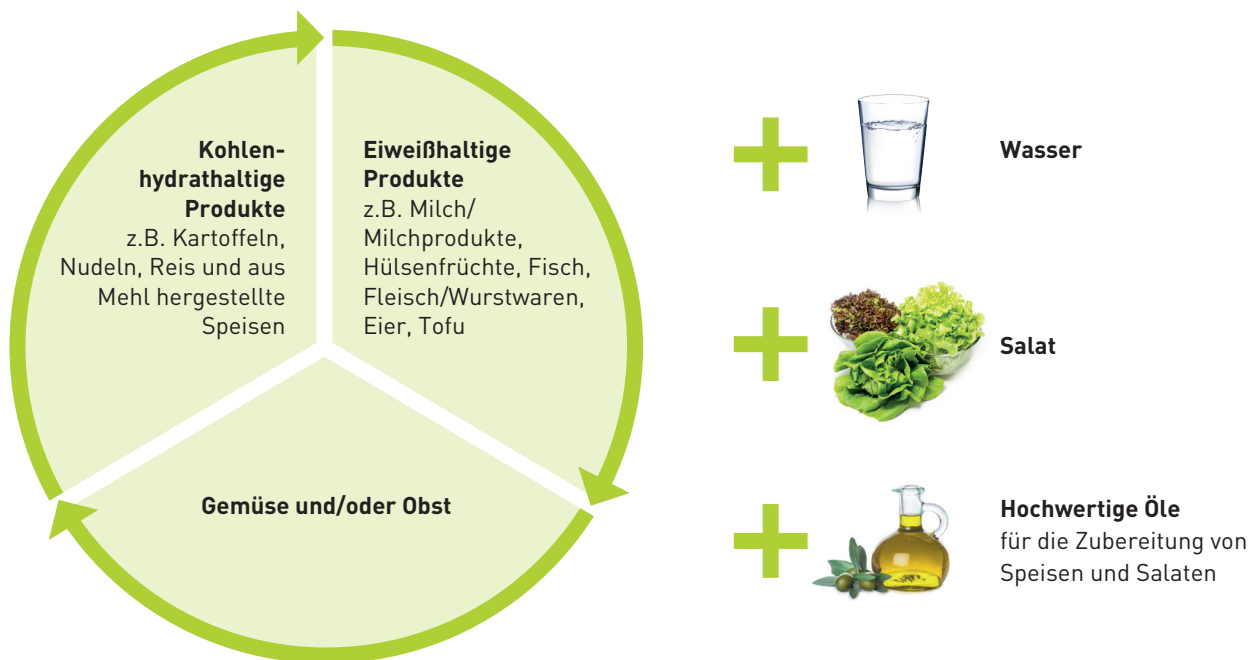 Kohlen-
hydrathaltige
Produkte
z.B. Kartoffeln,
Nudeln, Reis und aus
Mehl hergestellte
Speisen
Eiweißhaltige
Produkte
z.B. Milch/
Milchprodukte,
Hülsenfrüchte, Fisch,
Fleisch/Wurstwaren,
Eier, Tofu
Gemüse und/oder Obst
Wasser
Salat
Hochwertige Öle
für die Zubereitung von
Speisen und Salaten